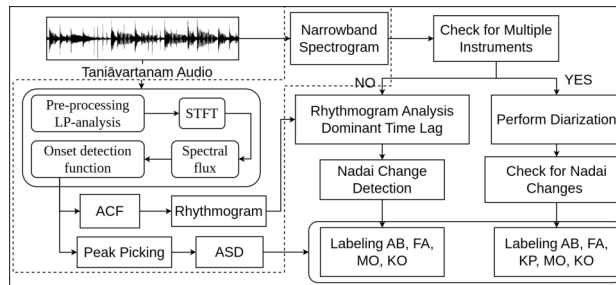 Narrowband
Spectrogram
Check for Multiple
Instruments
Taniāvartanam Audio
NO
YES
Pre-processing
LP-analysis
STFT
Rhythmogram Analysis
Dominant Time Lag
Perform Diarization
Onset detection
function
Spectral
flux
Nadai Change
Detection
Check for Nadai
Changes
ACF
Rhythmogram
Peak Picking
ASD
Labeling AB, FA,
MO, KO
Labeling AB, FA,
KP, MO, KO